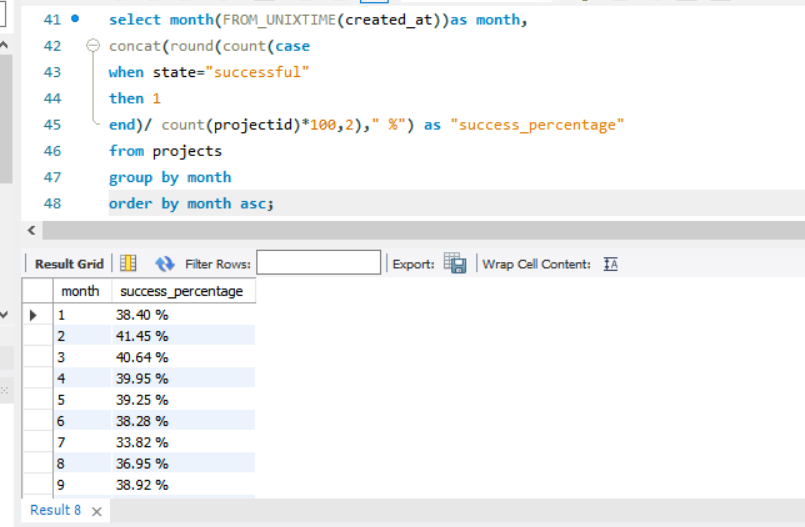 41 select month(FROM_UNIXTIME(created_at))as month,
42 concat(round(count(case
43 when state="successful"
44 then 1
45 end)/ count(projectid)*100,2)," %") as "success_percentage"
46 from projects
47 group by month
48 order by month asc;
Result Grid Filter Rows: Export: Wrap Cell Content: IA
month success_percentage
1 38.40 %
2 41.45 %
3 40.64 %
4 39.95 %
5 39.25 %
6 38.28 %
7 33.82 %
8 36.95 %
9 38.92 %
Result 8 ×